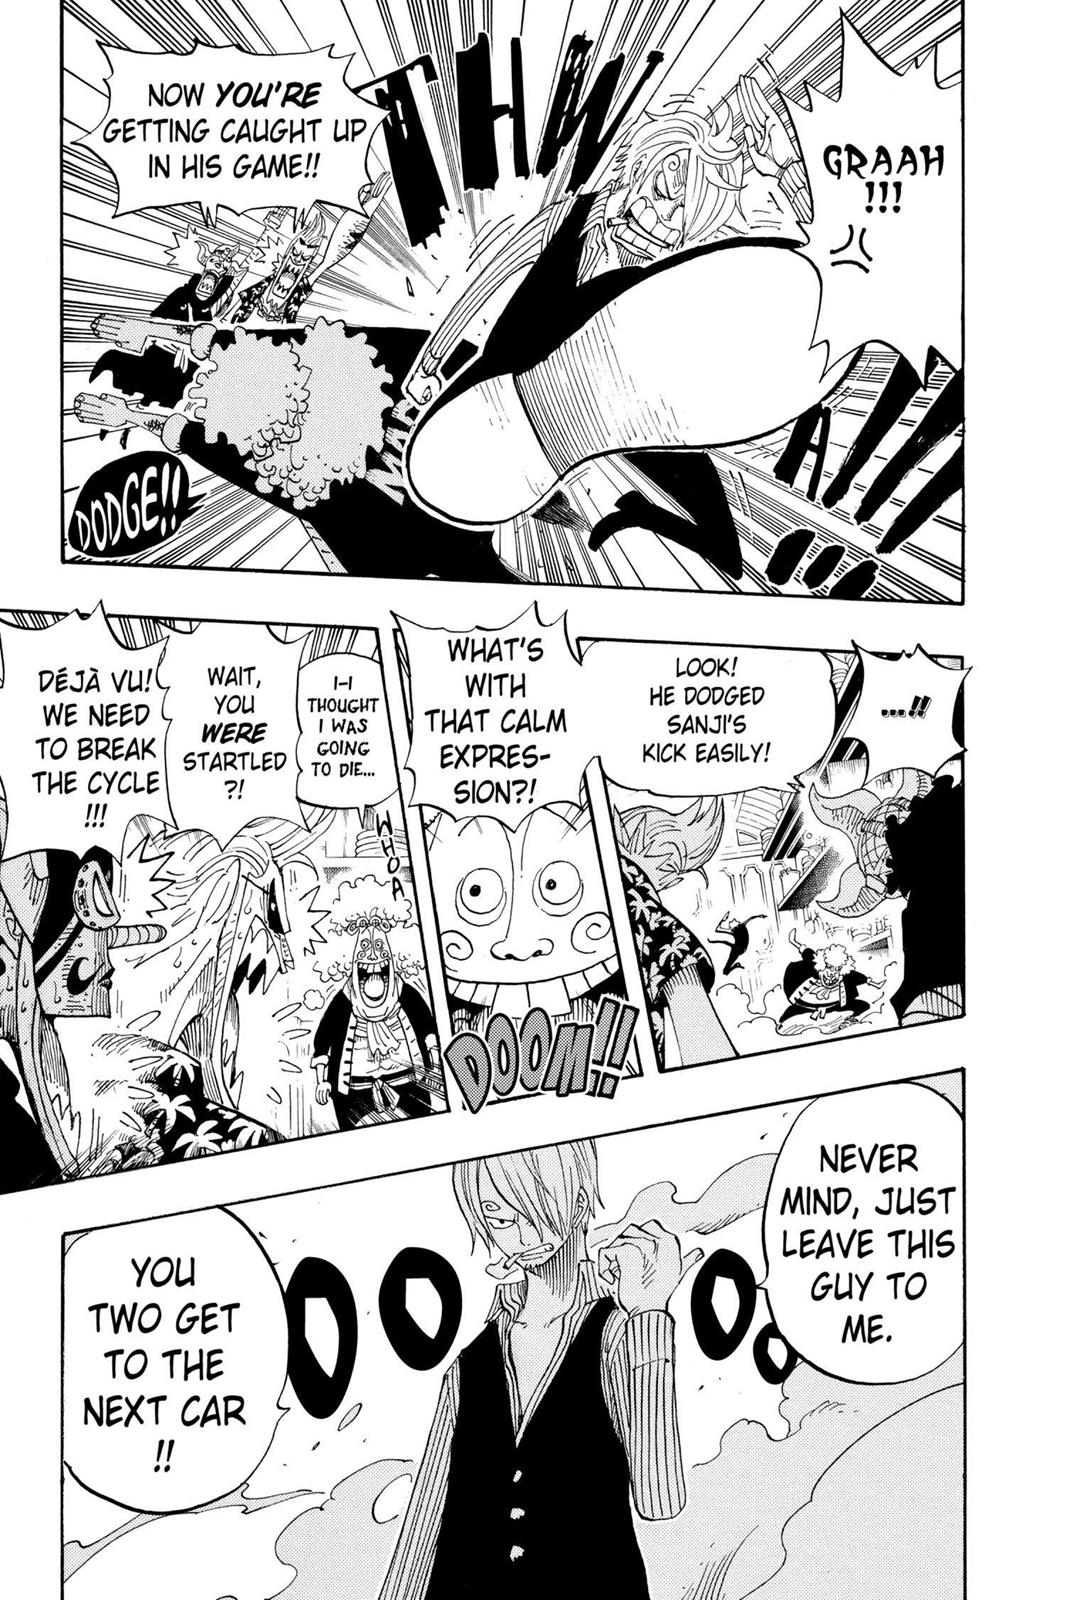 GRAAH
!!!
THWAM!!!
NOW YOU'RE
GETTING CAUGHT UP
IN HIS GAME!!
DODGE!!
...!!
LOOK!
HE DODGED
SANJI'S
KICK EASILY!
WHAT'S
WITH
THAT CALM
EXPRES-
SION?!
DOOM!!
I-I
THOUGHT
I WAS
GOING
TO DIE...
WHOA
WAIT,
YOU
WERE
STARTLED
?!
DÉJÀ VU!
WE NEED
TO BREAK
THE CYCLE
!!!
NEVER
MIND, JUST
LEAVE THIS
GUY TO
ME.
YOU
TWO GET
TO THE
NEXT CAR
!!